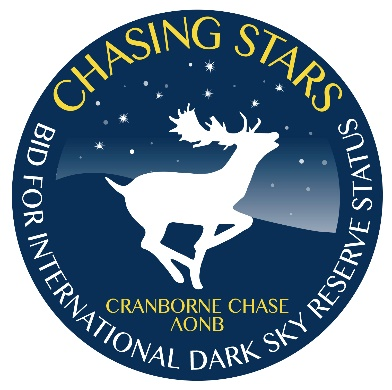 CHASING STARS
BID FOR INTERNATIONAL DARK SKY RESERVE STATUS
CRANBORNE CHASE
AONB